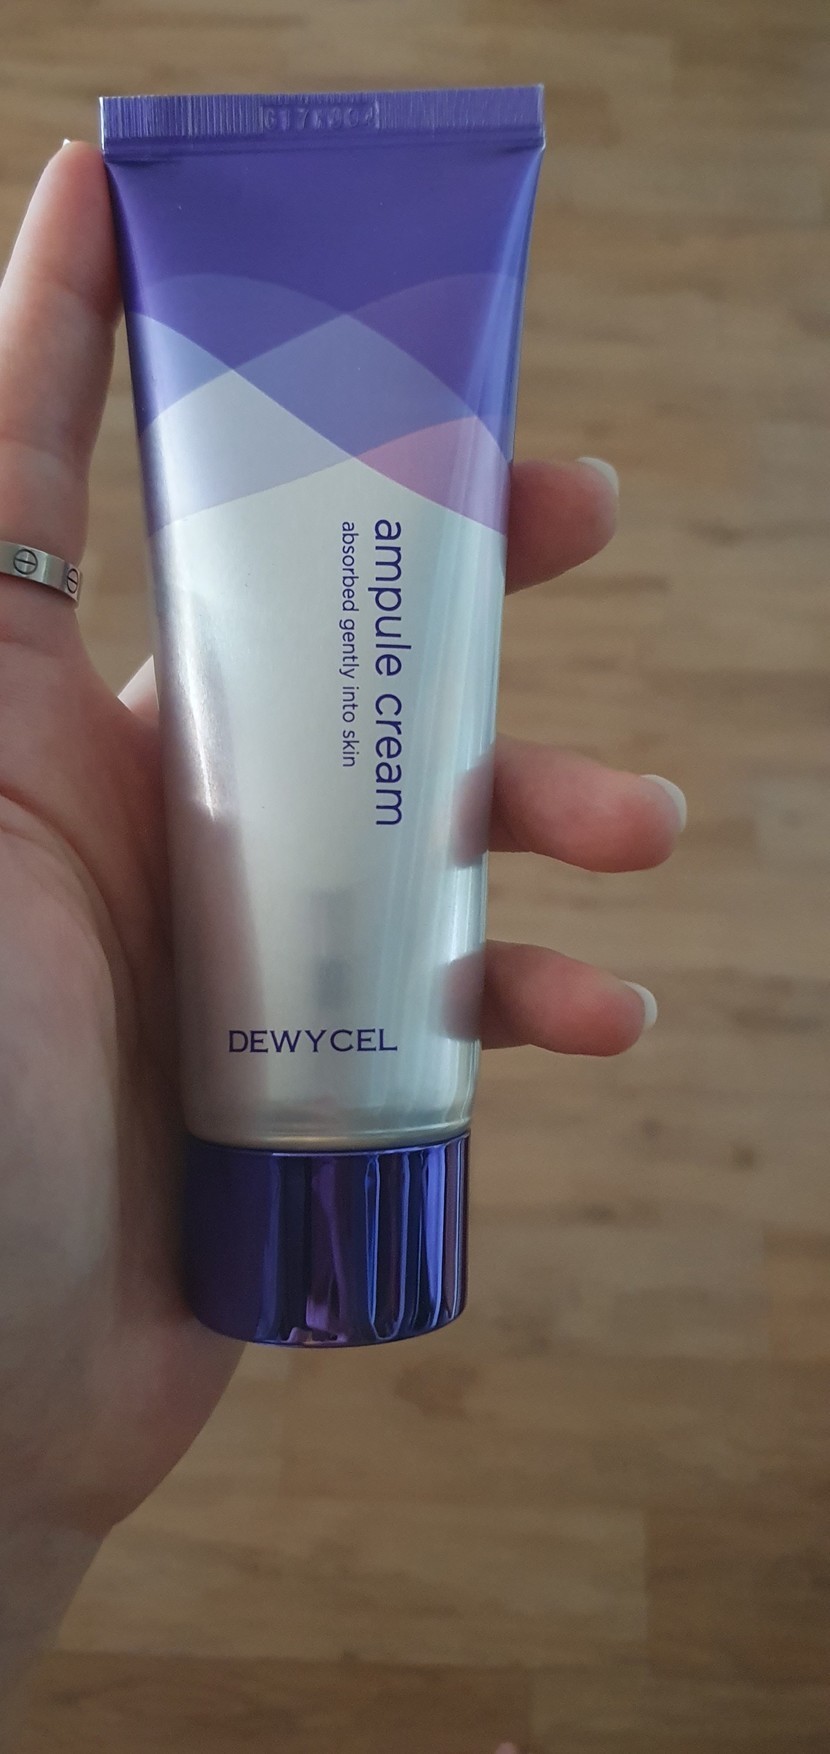 ampule cream
absorbed gently into skin
DEWYCEL